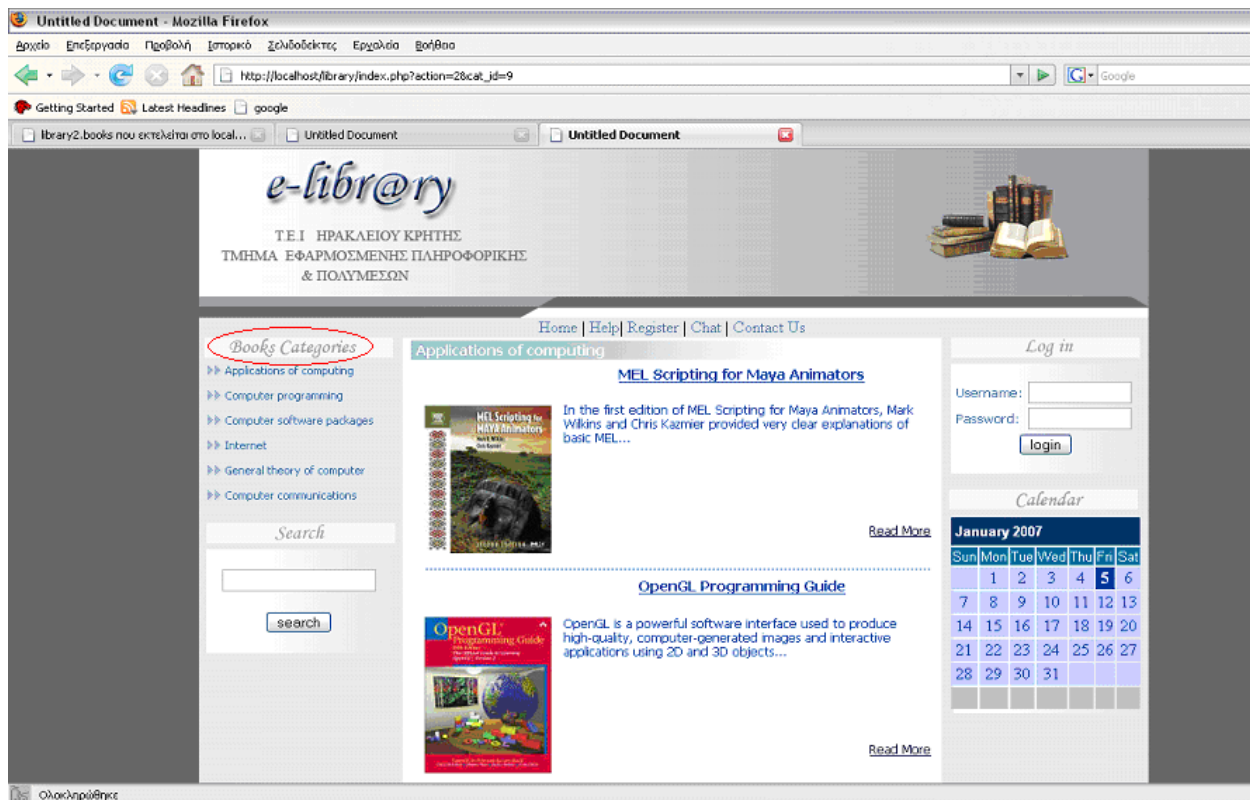 Untitled Document - Mozilla Firefox
Αρχείο Επεξεργασία Προβολή Ιστορικό Σελιδοδείκτες Εργαλεία Βοήθεια
http://localhost/library/index.php?action=2&cat_id=9
Google
Getting Started Latest Headlines google
library2.books που εκτελείται στο local... Untitled Document Untitled Document
e-libr@ry
Τ.Ε.Ι ΗΡΑΚΛΕΙΟΥ ΚΡΗΤΗΣ
ΤΜΗΜΑ ΕΦΑΡΜΟΣΜΕΝΗΣ ΠΛΗΡΟΦΟΡΙΚΗΣ
& ΠΟΛΥΜΕΣΩΝ
Home | Help| Register | Chat | Contact Us
Books Categories
Applications of computing
Computer programming
Computer software packages
Internet
General theory of computer
Computer communications
Search
search
Applications of computing
MEL Scripting for Maya Animators
MEL Scripting for
MAYA Animators
In the first edition of MEL Scripting for Maya Animators, Mark
Wilkins and Chris Kazmier provided very clear explanations of
basic MEL...
Read More
OpenGL Programming Guide
OpenGL
Programming Guide
OpenGL is a powerful software interface used to produce
high-quality, computer-generated images and interactive
applications using 2D and 3D objects...
Read More
Log in
Username:
Password:
login
Calendar
January 2007
Sun Mon Tue Wed Thu Fri Sat
1 2 3 4 5 6
7 8 9 10 11 12 13
14 15 16 17 18 19 20
21 22 23 24 25 26 27
28 29 30 31
Ολοκληρώθηκε